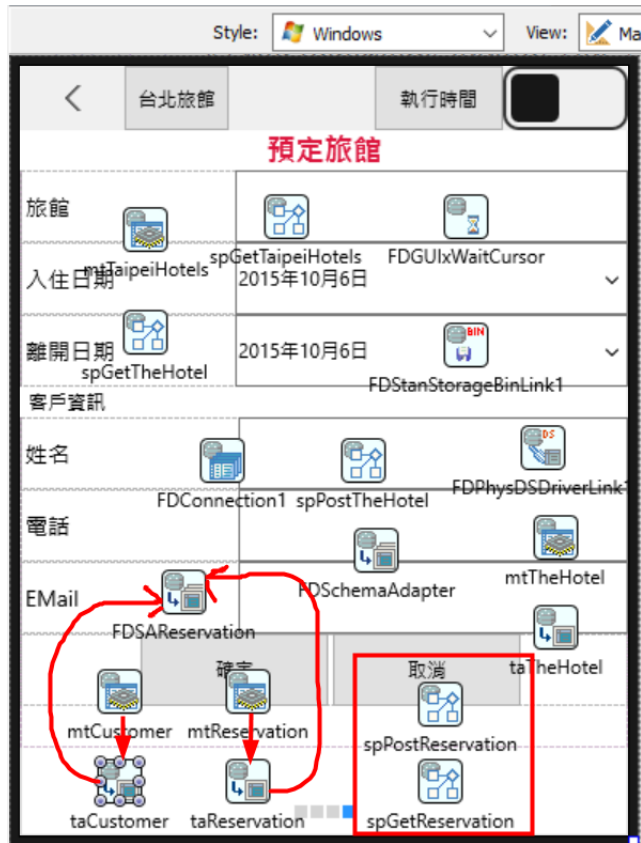 Style: Windows View: Ma
台北旅館 執行時間
預定旅館
旅館
mtTaipeiHotels spGetTaipeiHotels FDGUIxWaitCursor
入住日期 2015年10月6日
離開日期 2015年10月6日
BIN
spGetTheHotel FDStanStorageBinLink1
客戶資訊
姓名
DS
FDConnection1 spPostTheHotel FDPhysDSDriverLink1
電話
EMail FDSchemaAdapter mtTheHotel
FDSAReservation
確定 取消 taTheHotel
mtCustomer mtReservation spPostReservation
taCustomer taReservation spGetReservation